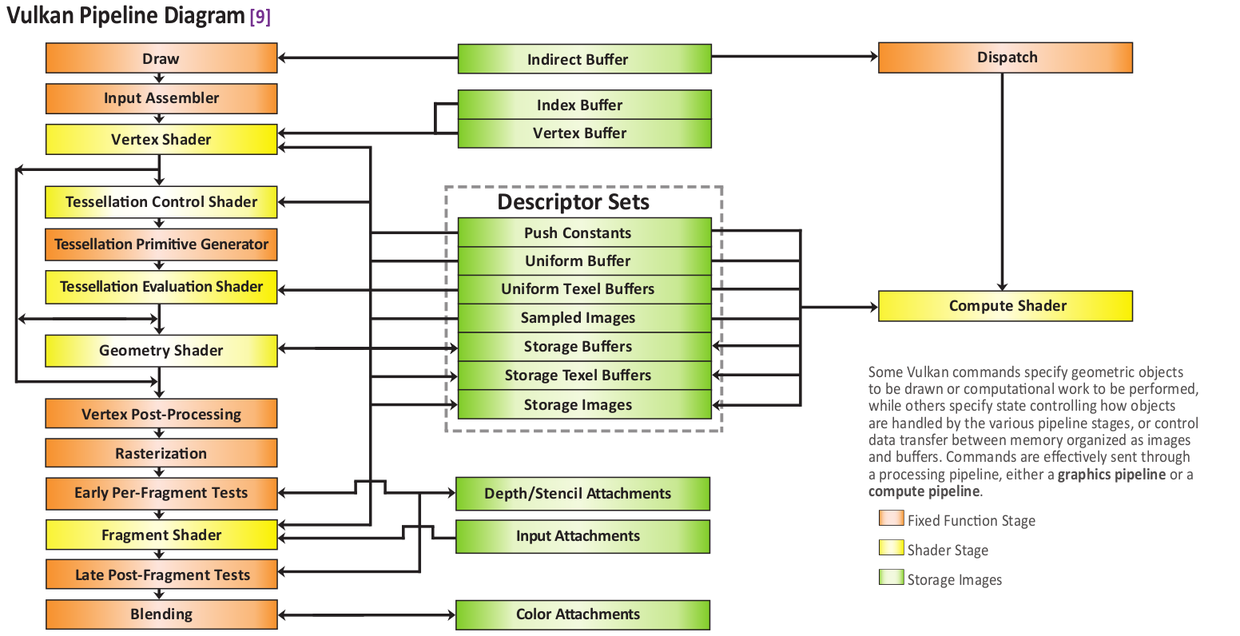 Vulkan Pipeline Diagram [9]
Draw
Input Assembler
Vertex Shader
Tessellation Control Shader
Tessellation Primitive Generator
Tessellation Evaluation Shader
Geometry Shader
Vertex Post-Processing
Rasterization
Early Per-Fragment Tests
Fragment Shader
Late Post-Fragment Tests
Blending
Indirect Buffer
Index Buffer
Vertex Buffer
Descriptor Sets
Push Constants
Uniform Buffer
Uniform Texel Buffers
Sampled Images
Storage Buffers
Storage Texel Buffers
Storage Images
Depth/Stencil Attachments
Input Attachments
Color Attachments
Dispatch
Compute Shader
Some Vulkan commands specify geometric objects
to be drawn or computational work to be performed,
while others specify state controlling how objects
are handled by the various pipeline stages, or control
data transfer between memory organized as images
and buffers. Commands are effectively sent through
a processing pipeline, either a graphics pipeline or a
compute pipeline.
Fixed Function Stage
Shader Stage
Storage Images